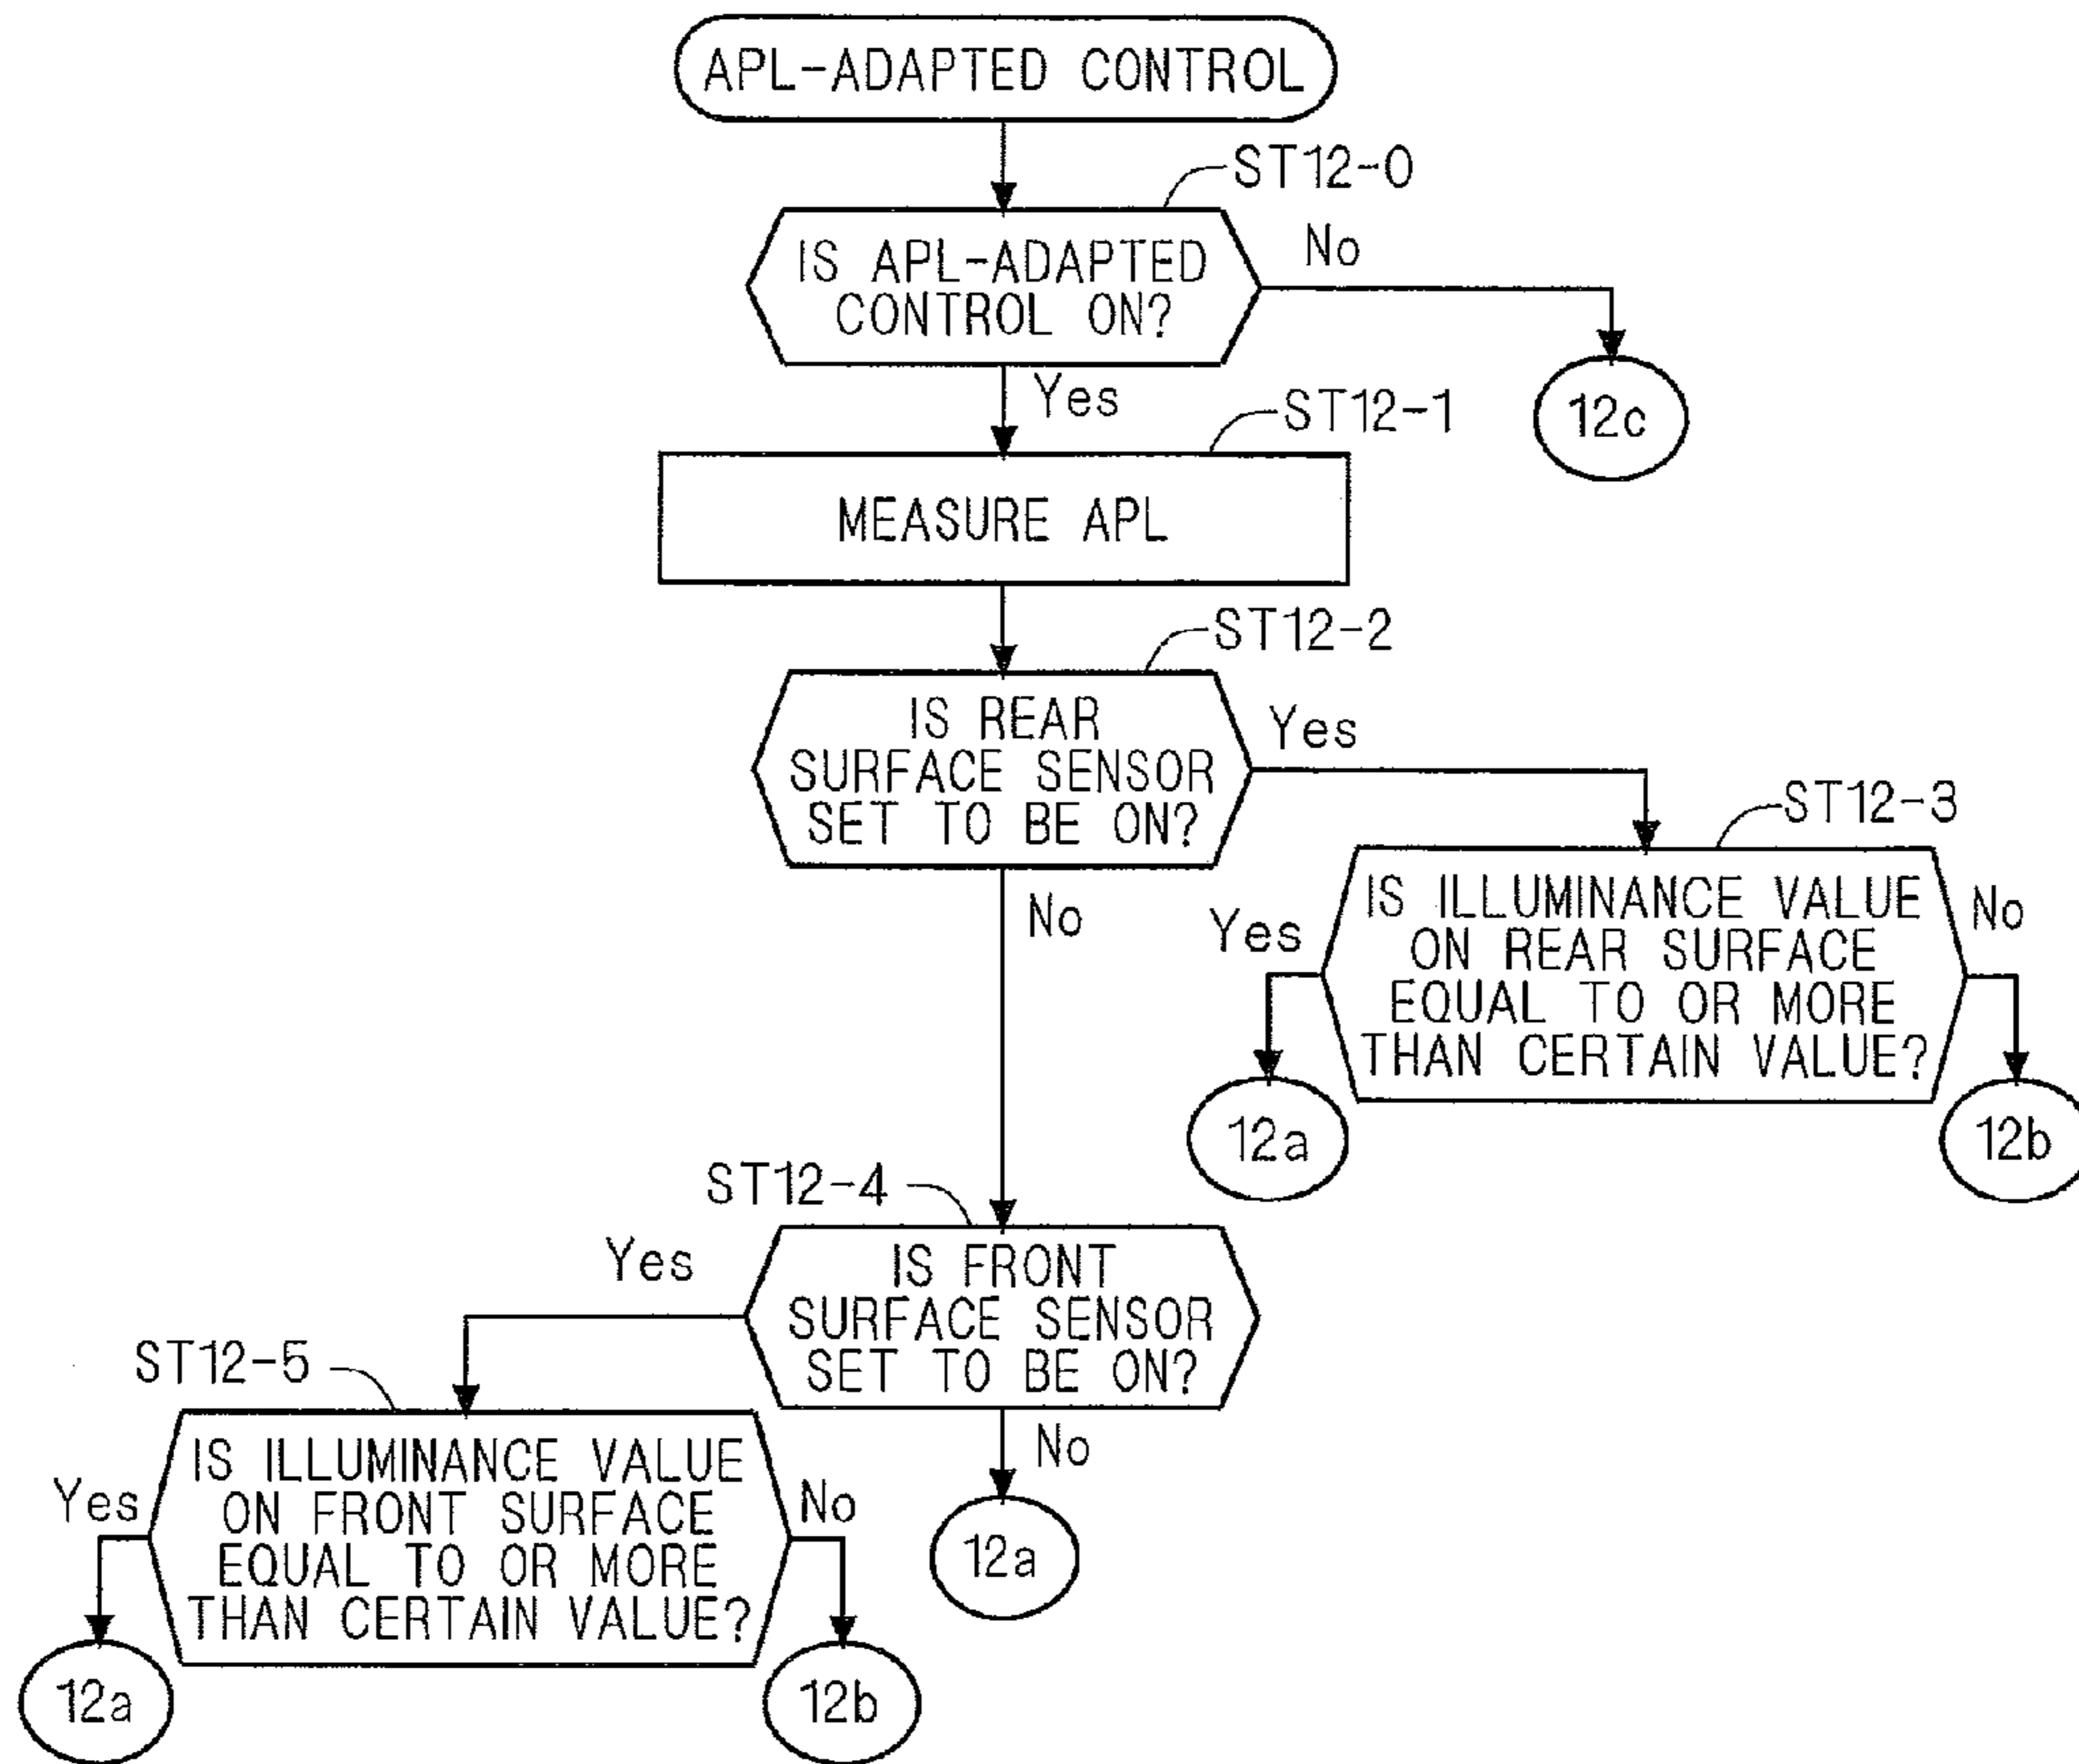 APL-ADAPTED CONTROL
ST12-0
IS APL-ADAPTED
CONTROL ON?
No
12c
Yes
ST12-1
MEASURE APL
ST12-2
IS REAR
SURFACE SENSOR
SET TO BE ON?
Yes
ST12-3
No
IS ILLUMINANCE VALUE
ON REAR SURFACE
EQUAL TO OR MORE
THAN CERTAIN VALUE?
Yes
No
12a
12b
ST12-4
IS FRONT
SURFACE SENSOR
SET TO BE ON?
Yes
ST12-5
No
IS ILLUMINANCE VALUE
ON FRONT SURFACE
EQUAL TO OR MORE
THAN CERTAIN VALUE?
Yes
No
12a
12a
12b